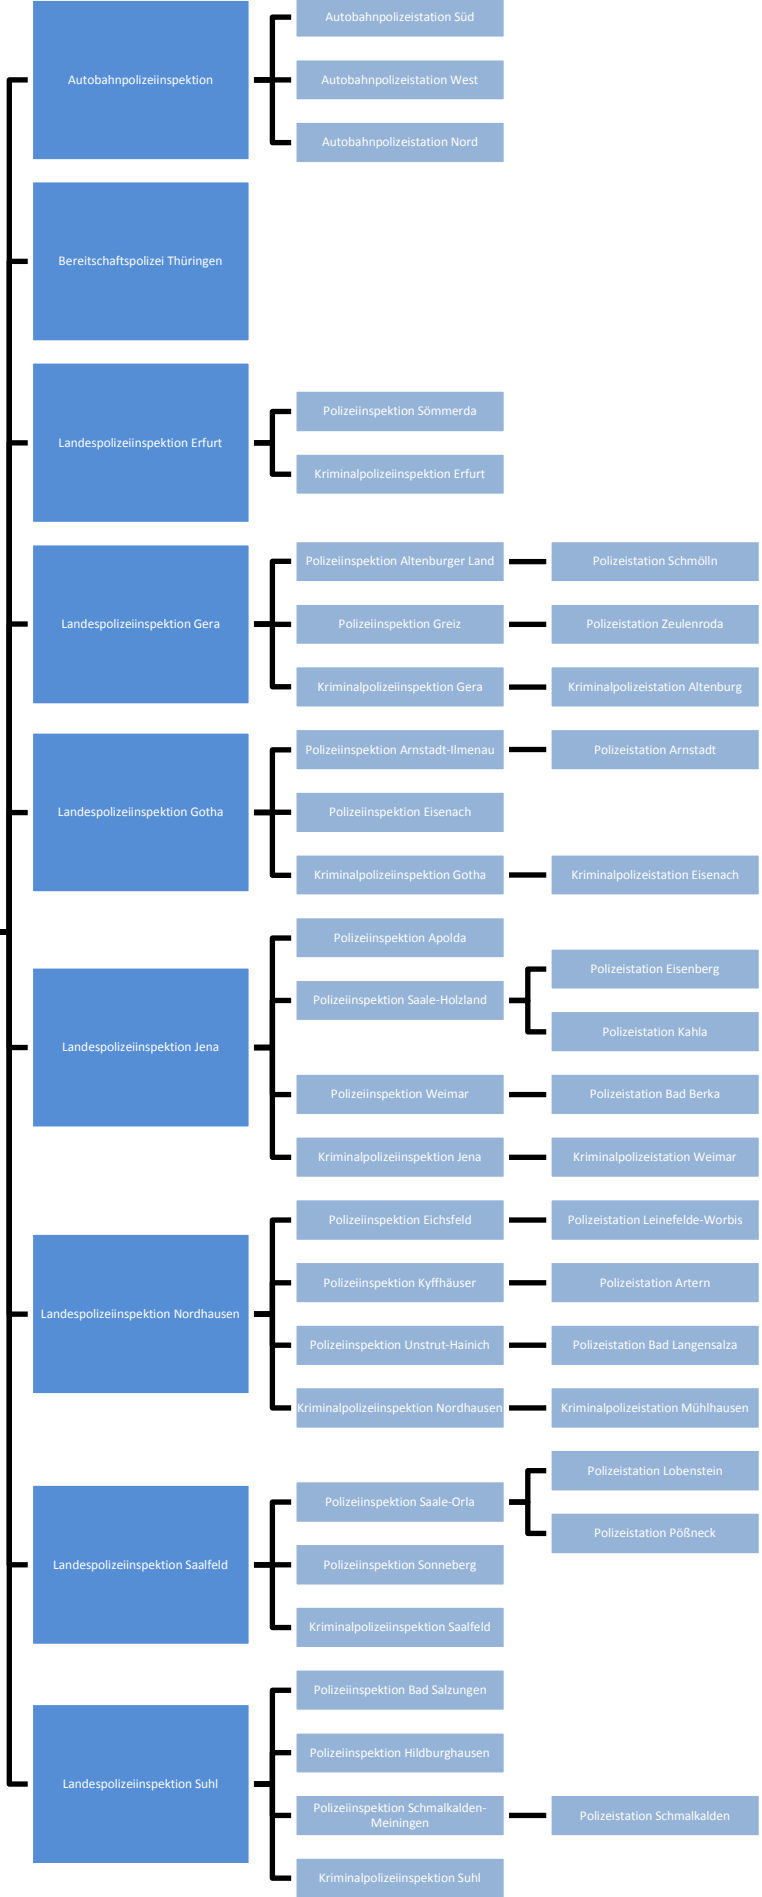 Autobahnpolizeiinspektion
Autobahnpolizeistation Süd
Autobahnpolizeistation West
Autobahnpolizeistation Nord
Bereitschaftspolizei Thüringen
Landespolizeiinspektion Erfurt
Polizeiinspektion Sömmerda
Kriminalpolizeiinspektion Erfurt
Landespolizeiinspektion Gera
Polizeiinspektion Altenburger Land
Polizeistation Schmölln
Polizeiinspektion Greiz
Polizeistation Zeulenroda
Kriminalpolizeiinspektion Gera
Kriminalpolizeistation Altenburg
Landespolizeiinspektion Gotha
Polizeiinspektion Arnstadt-Ilmenau
Polizeistation Arnstadt
Polizeiinspektion Eisenach
Kriminalpolizeiinspektion Gotha
Kriminalpolizeistation Eisenach
Landespolizeiinspektion Jena
Polizeiinspektion Apolda
Polizeiinspektion Saale-Holzland
Polizeistation Eisenberg
Polizeistation Kahla
Polizeiinspektion Weimar
Polizeistation Bad Berka
Kriminalpolizeiinspektion Jena
Kriminalpolizeistation Weimar
Landespolizeiinspektion Nordhausen
Polizeiinspektion Eichsfeld
Polizeistation Leinefelde-Worbis
Polizeiinspektion Kyffhäuser
Polizeistation Artern
Polizeiinspektion Unstrut-Hainich
Polizeistation Bad Langensalza
Kriminalpolizeiinspektion Nordhausen
Kriminalpolizeistation Mühlhausen
Landespolizeiinspektion Saalfeld
Polizeiinspektion Saale-Orla
Polizeistation Lobenstein
Polizeistation Pößneck
Polizeiinspektion Sonneberg
Kriminalpolizeiinspektion Saalfeld
Landespolizeiinspektion Suhl
Polizeiinspektion Bad Salzungen
Polizeiinspektion Hildburghausen
Polizeiinspektion Schmalkalden-
Meiningen
Polizeistation Schmalkalden
Kriminalpolizeiinspektion Suhl